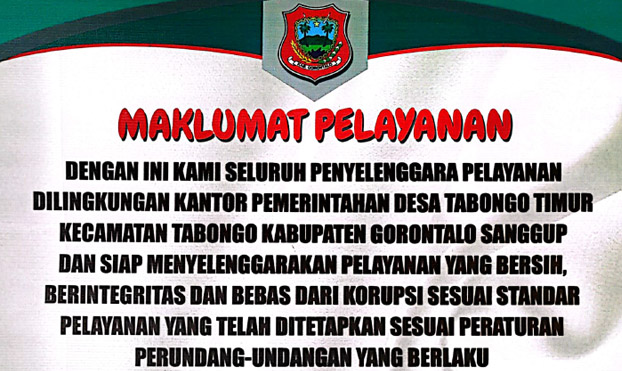 KAB. GORONTALO
MAKLUMAT PELAYANAN
DENGAN INI KAMI SELURUH PENYELENGGARA PELAYANAN
DILINGKUNGAN KANTOR PEMERINTAHAN DESA TABONGO TIMUR
KECAMATAN TABONGO KABUPATEN GORONTALO SANGGUP
DAN SIAP MENYELENGGARAKAN PELAYANAN YANG BERSIH,
BERINTEGRITAS DAN BEBAS DARI KORUPSI SESUAI STANDAR
PELAYANAN YANG TELAH DITETAPKAN SESUAI PERATURAN
PERUNDANG-UNDANGAN YANG BERLAKU